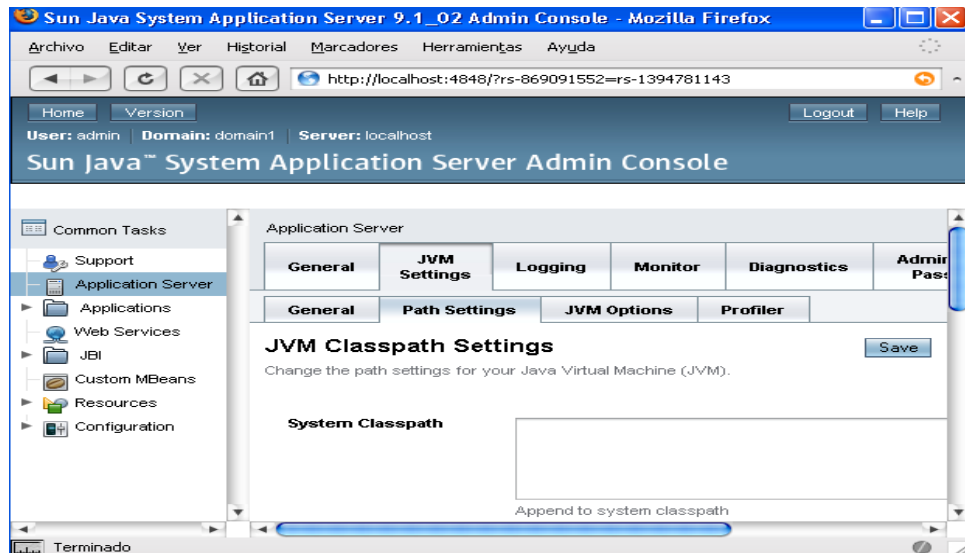 Sun Java System Application Server 9.1_02 Admin Console - Mozilla Firefox
Archivo Editar Ver Historial Marcadores Herramientas Ayuda
http://localhost:4848/?rs-869091552=rs-1394781143
Home Version Logout Help
User: admin Domain: domain1 Server: localhost
Sun Java™ System Application Server Admin Console
Common Tasks
Support
Application Server
Applications
Web Services
JBI
Custom MBeans
Resources
Configuration
Application Server
General JVM Settings Logging Monitor Diagnostics
General Path Settings JVM Options Profiler
JVM Classpath Settings
Save
Change the path settings for your Java Virtual Machine (JVM).
System Classpath
Append to system classpath
Terminado